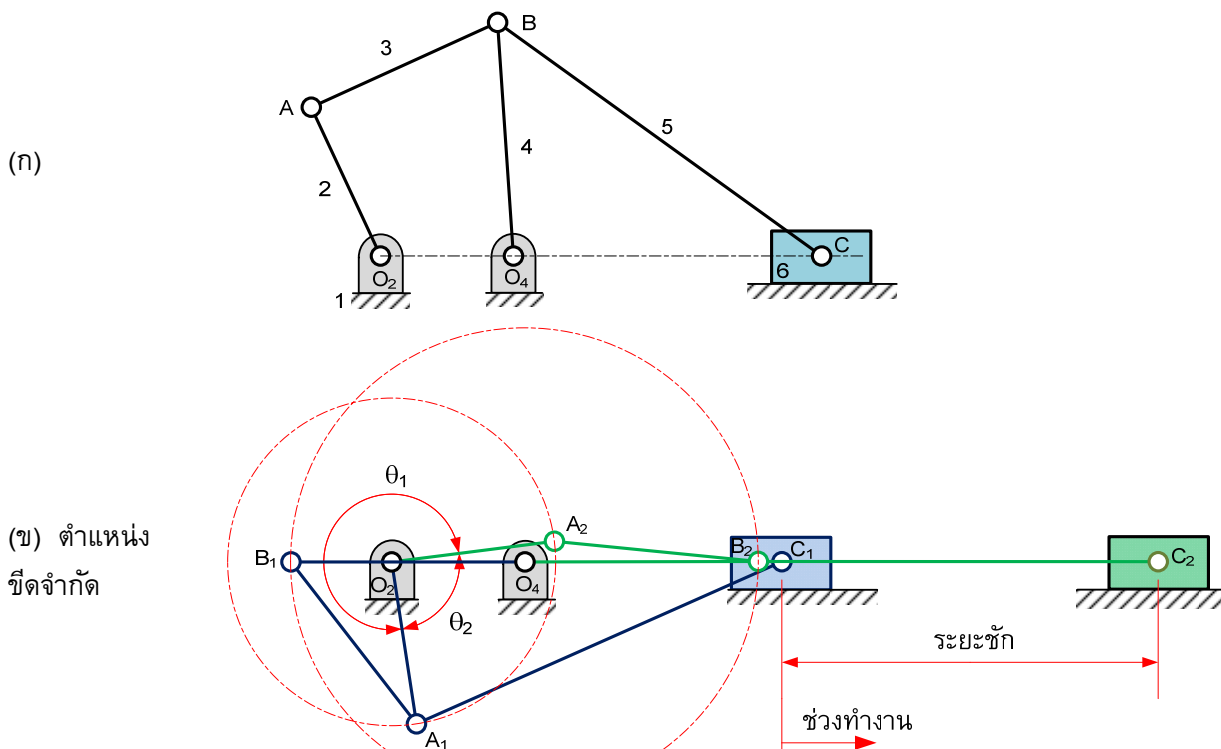 (ก)
B
3
A
5
4
2
O₂
O₄
C
6
1
(ข) ตำแหน่ง
ขีดจำกัด
θ₁
A₂
B₁
O₂
O₄
B₂
C₁
C₂
θ₂
A₁
ระยะชัก
ช่วงทำงาน